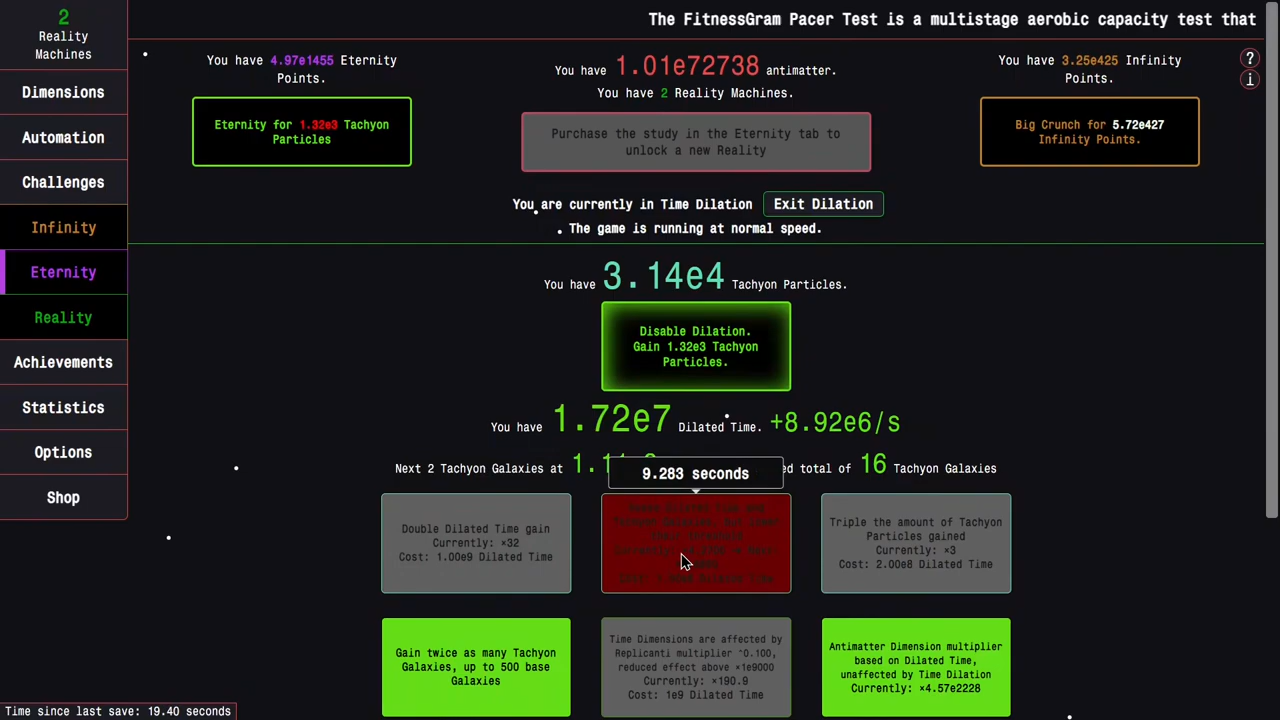 2
Reality
Machines
Dimensions
Automation
Challenges
Infinity
Eternity
Reality
Achievements
Statistics
Options
Shop
The FitnessGram Pacer Test is a multistage aerobic capacity test that
You have 4.97e1455 Eternity
Points.
Eternity for 1.32e3 Tachyon
Particles
You have 1.01e72738 antimatter.
You have 2 Reality Machines.
Purchase the study in the Eternity tab to
unlock a new Reality
You have 3.25e425 Infinity
Points.
Big Crunch for 5.72e427
Infinity Points.
?
i
You are currently in Time Dilation
Exit Dilation
The game is running at normal speed.
You have 3.14e4 Tachyon Particles.
Disable Dilation.
Gain 1.32e3 Tachyon
Particles.
You have 1.72e7 Dilated Time. +8.92e6/s
Next 2 Tachyon Galaxies at
total of 16 Tachyon Galaxies
9.283 seconds
Double Dilated Time gain
Currently: ×32
Cost: 1.00e9 Dilated Time
Reset Dilated Time and
Tachyon Galaxies, but lower
Triple the amount of Tachyon
Particles gained
Currently: ×3
Cost: 2.00e8 Dilated Time
Gain twice as many Tachyon
Galaxies, up to 500 base
Galaxies
Time Dimensions are affected by
Replicanti multiplier ^0.100,
reduced effect above ×1e9000
Currently: ×190.9
Cost: 1e9 Dilated Time
Antimatter Dimension multiplier
based on Dilated Time,
unaffected by Time Dilation
Currently: ×4.57e2228
Time since last save: 19.40 seconds